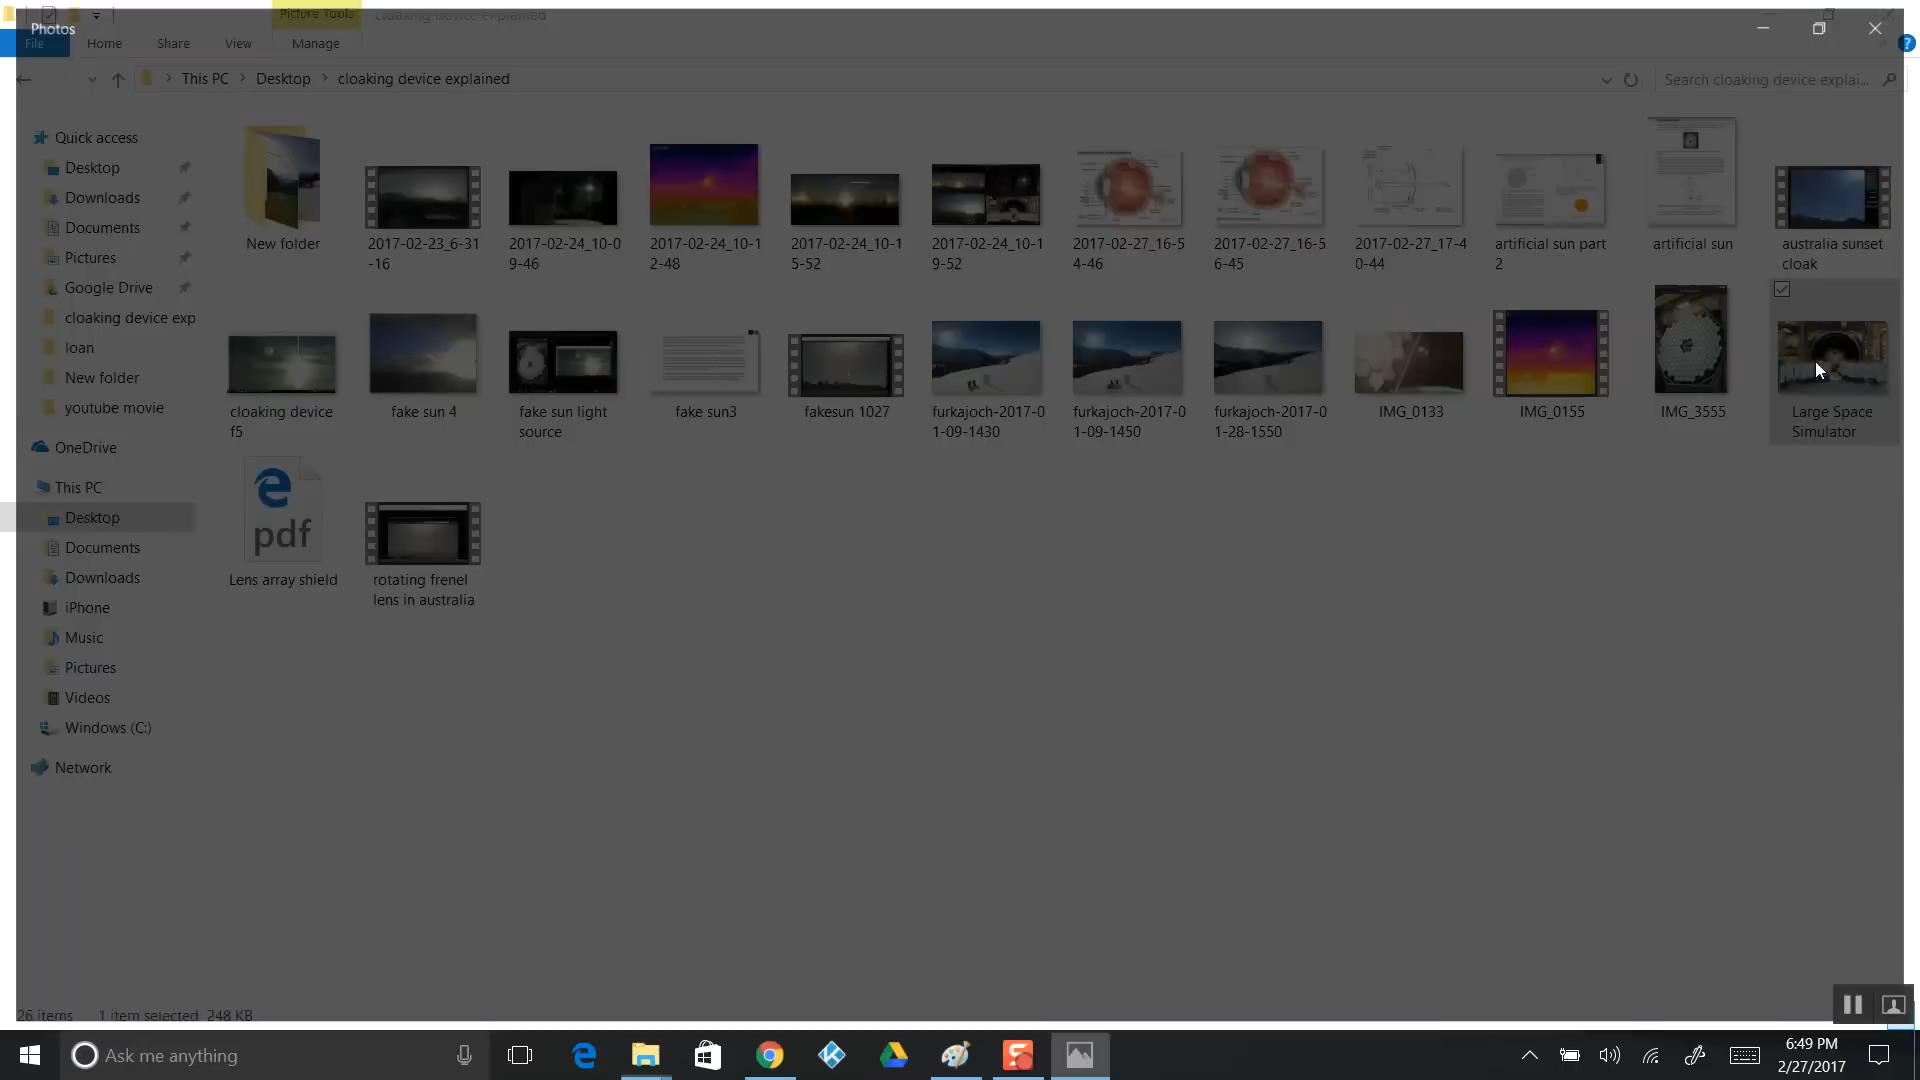 Picture Tools
cloaking device explained
Photos
File
Home
Share
View
Manage
This PC
Desktop
cloaking device explained
Search cloaking device explai...
Quick access
Desktop
Downloads
Documents
Pictures
Google Drive
cloaking device exp
loan
New folder
youtube movie
OneDrive
This PC
Desktop
Documents
Downloads
iPhone
Music
Pictures
Videos
Windows (C:)
Network
New folder
2017-02-23_6-31
-16
2017-02-24_10-0
9-46
2017-02-24_10-1
2-48
2017-02-24_10-1
5-52
2017-02-24_10-1
9-52
2017-02-27_16-5
4-46
2017-02-27_16-5
6-45
2017-02-27_17-4
0-44
artificial sun part
2
artificial sun
australia sunset
cloak
cloaking device
f5
fake sun 4
fake sun light
source
fake sun3
fakesun 1027
furkajoch-2017-0
1-09-1430
furkajoch-2017-0
1-09-1450
furkajoch-2017-0
1-28-1550
IMG_0133
IMG_0155
IMG_3555
Large Space
Simulator
pdf
Lens array shield
rotating frenel
lens in australia
26 items
1 item selected 248 KB
Ask me anything
6:49 PM
2/27/2017